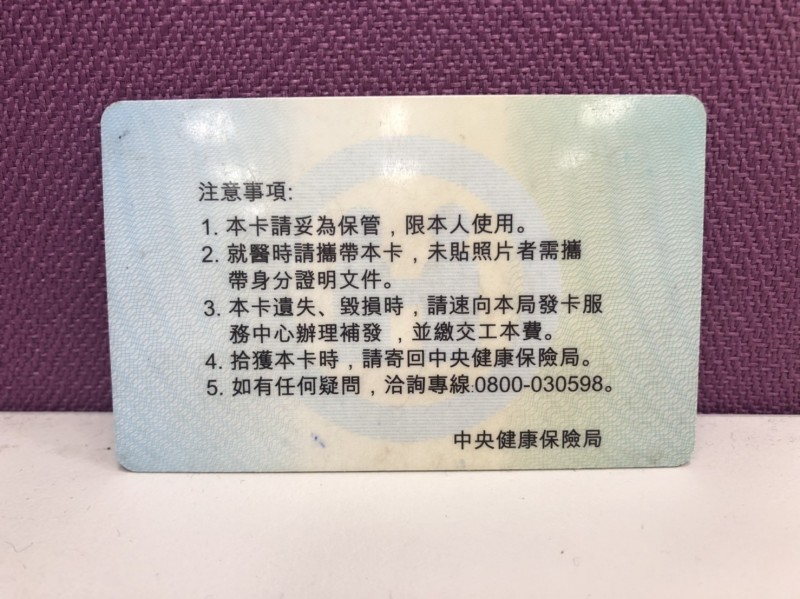 注意事項:
1. 本卡請妥為保管，限本人使用。
2. 就醫時請攜帶本卡，未貼照片者需攜
帶身分證明文件。
3. 本卡遺失、毀損時，請速向本局發卡服
務中心辦理補發，並繳交工本費。
4. 拾獲本卡時，請寄回中央健康保險局。
5. 如有任何疑問，洽詢專線:0800-030598。
中央健康保險局